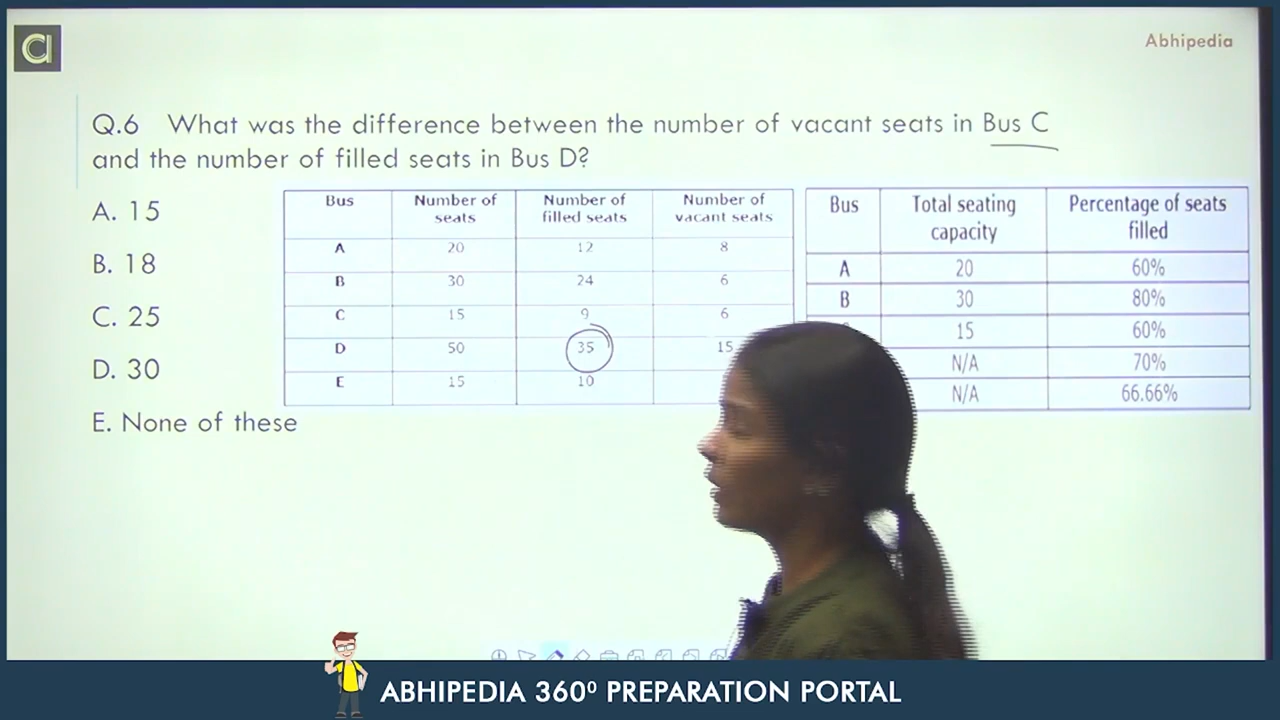 Abhipedia
Q.6 What was the difference between the number of vacant seats in Bus C
and the number of filled seats in Bus D?
A. 15
B. 18
C. 25
D. 30
E. None of these
Bus Number of seats Number of filled seats Number of vacant seats
A 20 12 8
B 30 24 6
C 15 9 6
D 50 35 15
E 15 10
Bus Total seating capacity Percentage of seats filled
A 20 60%
B 30 80%
15 60%
N/A 70%
N/A 66.66%
ABHIPEDIA 360⁰ PREPARATION PORTAL